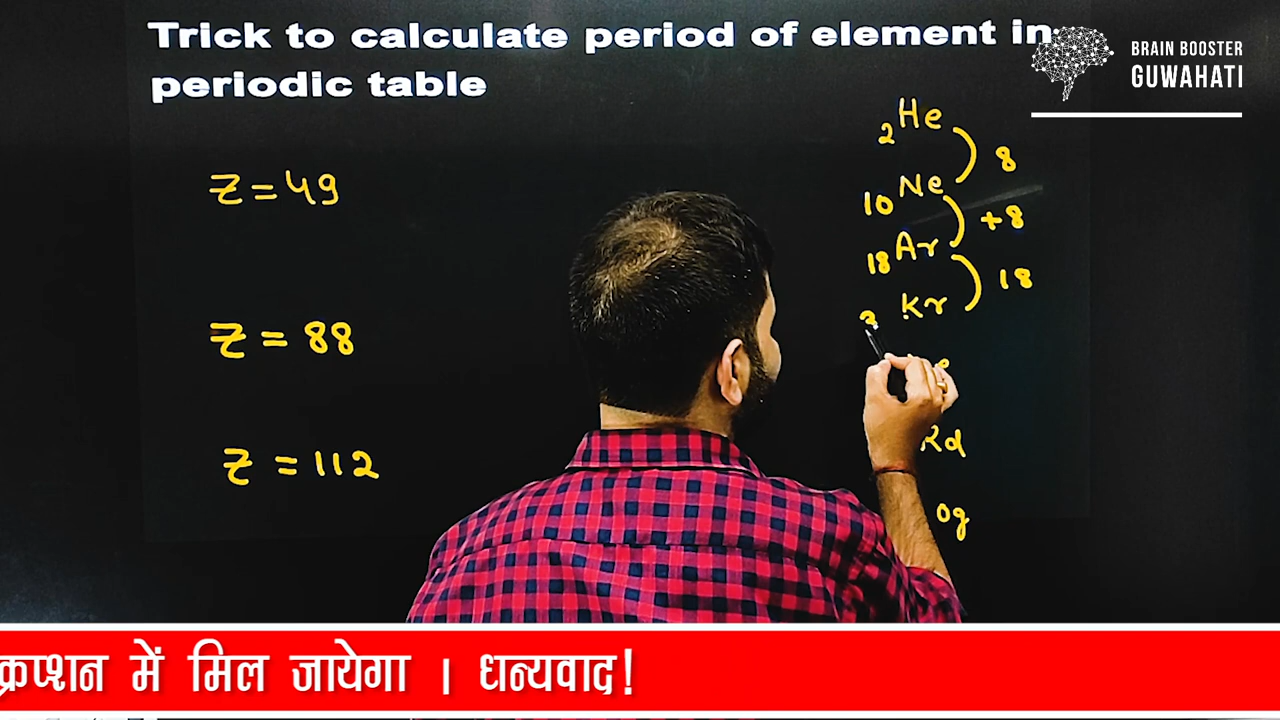 Trick to calculate period of element in
periodic table
BRAIN BOOSTER
GUWAHATI
Z = 49
Z = 88
Z = 112
2He
8
10Ne
+8
18Ar
18
Kr
Og
क्रप्शन में मिल जायेगा । धन्यवाद!